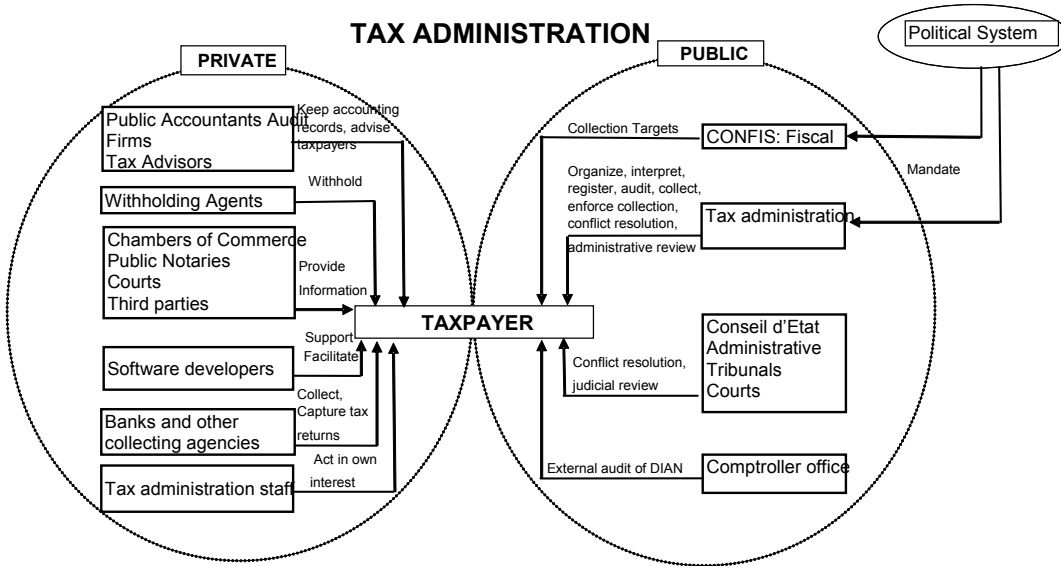 TAX ADMINISTRATION
Political System
PRIVATE
PUBLIC
Public Accountants Audit
Firms
Tax Advisors
Keep accounting
records, advise
taxpayers
Withholding Agents
Withhold
Chambers of Commerce
Public Notaries
Courts
Third parties
Provide
Information
TAXPAYER
Software developers
Support
Facilitate
Banks and other
collecting agencies
Collect,
Capture tax
returns
Tax administration staff
Act in own
interest
Collection Targets
CONFIS: Fiscal
Mandate
Organize, interpret,
register, audit, collect,
enforce collection,
conflict resolution,
administrative review
Tax administration
Conflict resolution,
judicial review
Conseil d'Etat
Administrative
Tribunals
Courts
External audit of DIAN
Comptroller office